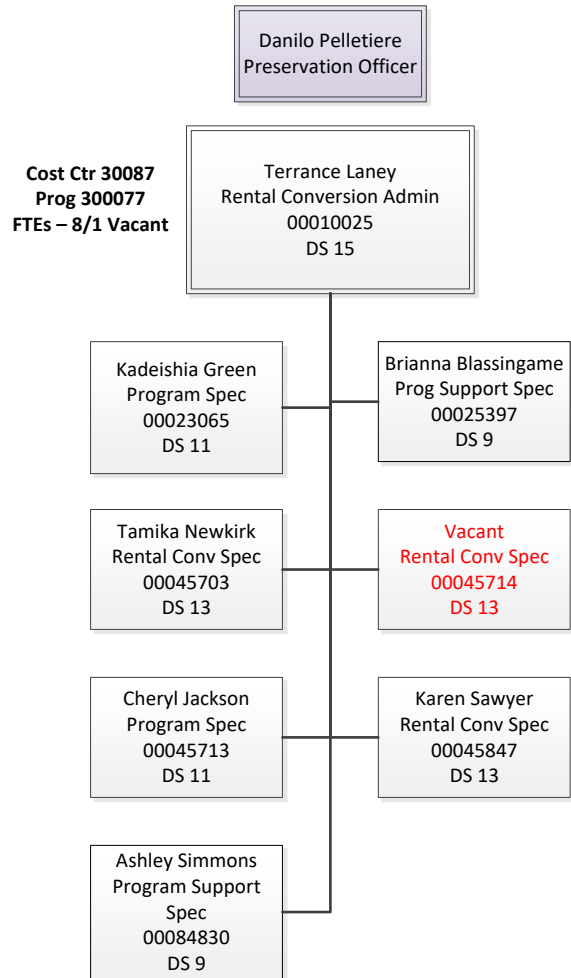 Danilo Pelletiere
Preservation Officer
Cost Ctr 30087
Prog 300077
FTEs – 8/1 Vacant
Terrance Laney
Rental Conversion Admin
00010025
DS 15
Kadeishia Green
Program Spec
00023065
DS 11
Brianna Blassingame
Prog Support Spec
00025397
DS 9
Tamika Newkirk
Rental Conv Spec
00045703
DS 13
Vacant
Rental Conv Spec
00045714
DS 13
Cheryl Jackson
Program Spec
00045713
DS 11
Karen Sawyer
Rental Conv Spec
00045847
DS 13
Ashley Simmons
Program Support
Spec
00084830
DS 9